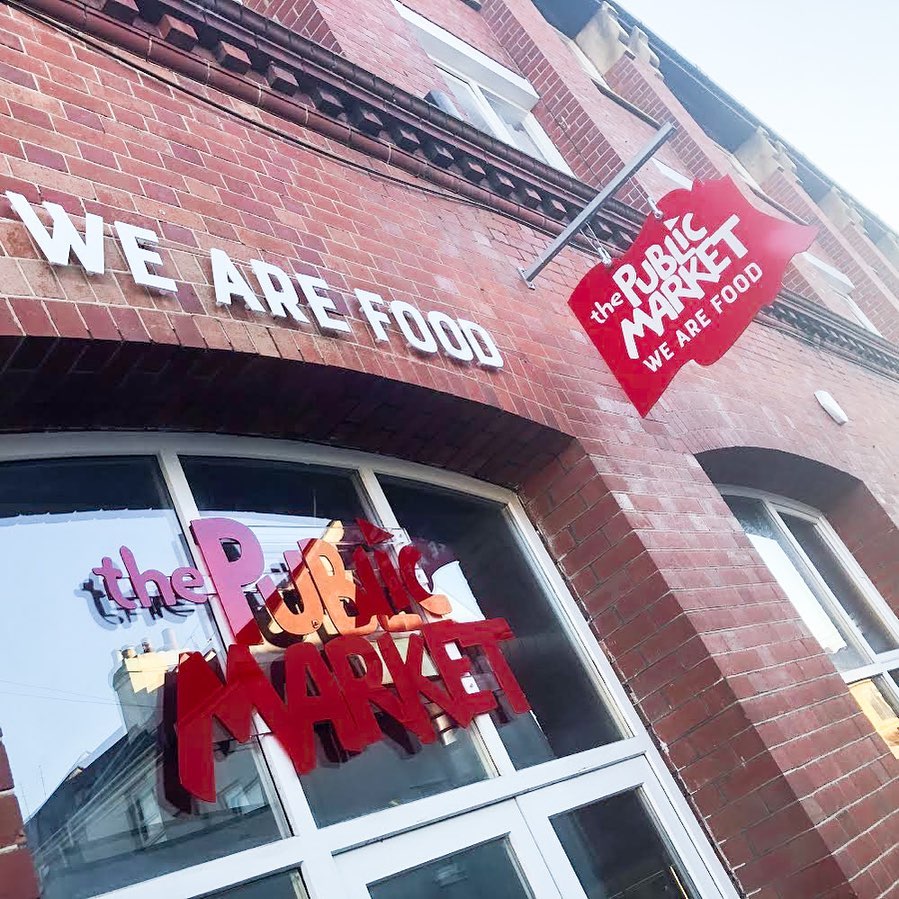 WE ARE FOOD
the PUBLiC
MARKET
WE ARE FOOD
the PUBLiC
MARKET